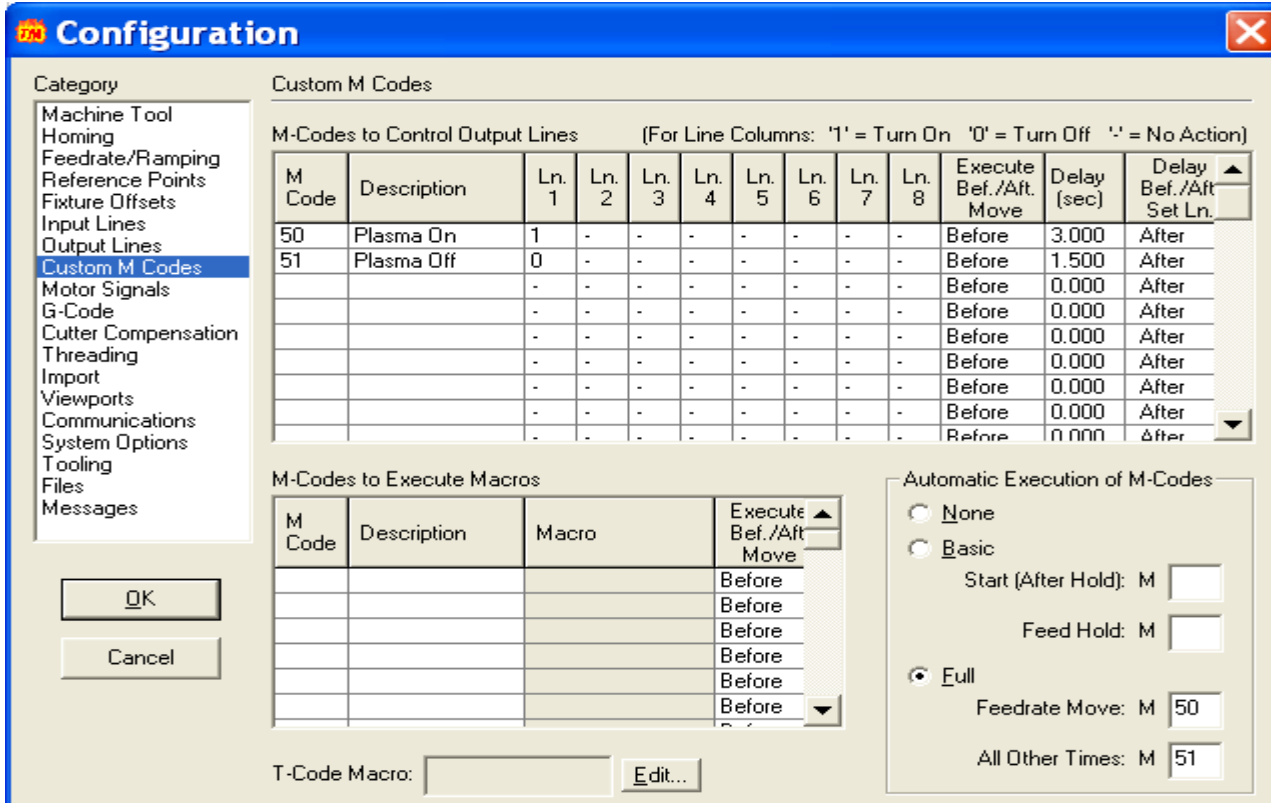 Configuration
Category
Machine Tool
Homing
Feedrate/Ramping
Reference Points
Fixture Offsets
Input Lines
Output Lines
Custom M Codes
Motor Signals
G-Code
Cutter Compensation
Threading
Import
Viewports
Communications
System Options
Tooling
Files
Messages
OK
Cancel
Custom M Codes
M-Codes to Control Output Lines (For Line Columns: '1' = Turn On '0' = Turn Off '-' = No Action)
M Code Description Ln. 1 Ln. 2 Ln. 3 Ln. 4 Ln. 5 Ln. 6 Ln. 7 Ln. 8 Execute Bef./Aft. Move Delay (sec) Delay Bef./Aft Set Ln.
50 Plasma On 1 - - - - - - - Before 3.000 After
51 Plasma Off 0 - - - - - - - Before 1.500 After
- - - - - - - - Before 0.000 After
- - - - - - - - Before 0.000 After
- - - - - - - - Before 0.000 After
- - - - - - - - Before 0.000 After
- - - - - - - - Before 0.000 After
- - - - - - - - Before 0.000 After
- - - - - - - - Before 0.000 After
M-Codes to Execute Macros
M Code Description Macro Execute Bef./Aft Move
Before
Before
Before
Before
Before
Before
T-Code Macro: Edit...
Automatic Execution of M-Codes
None
Basic
Start (After Hold): M
Feed Hold: M
Full
Feedrate Move: M 50
All Other Times: M 51